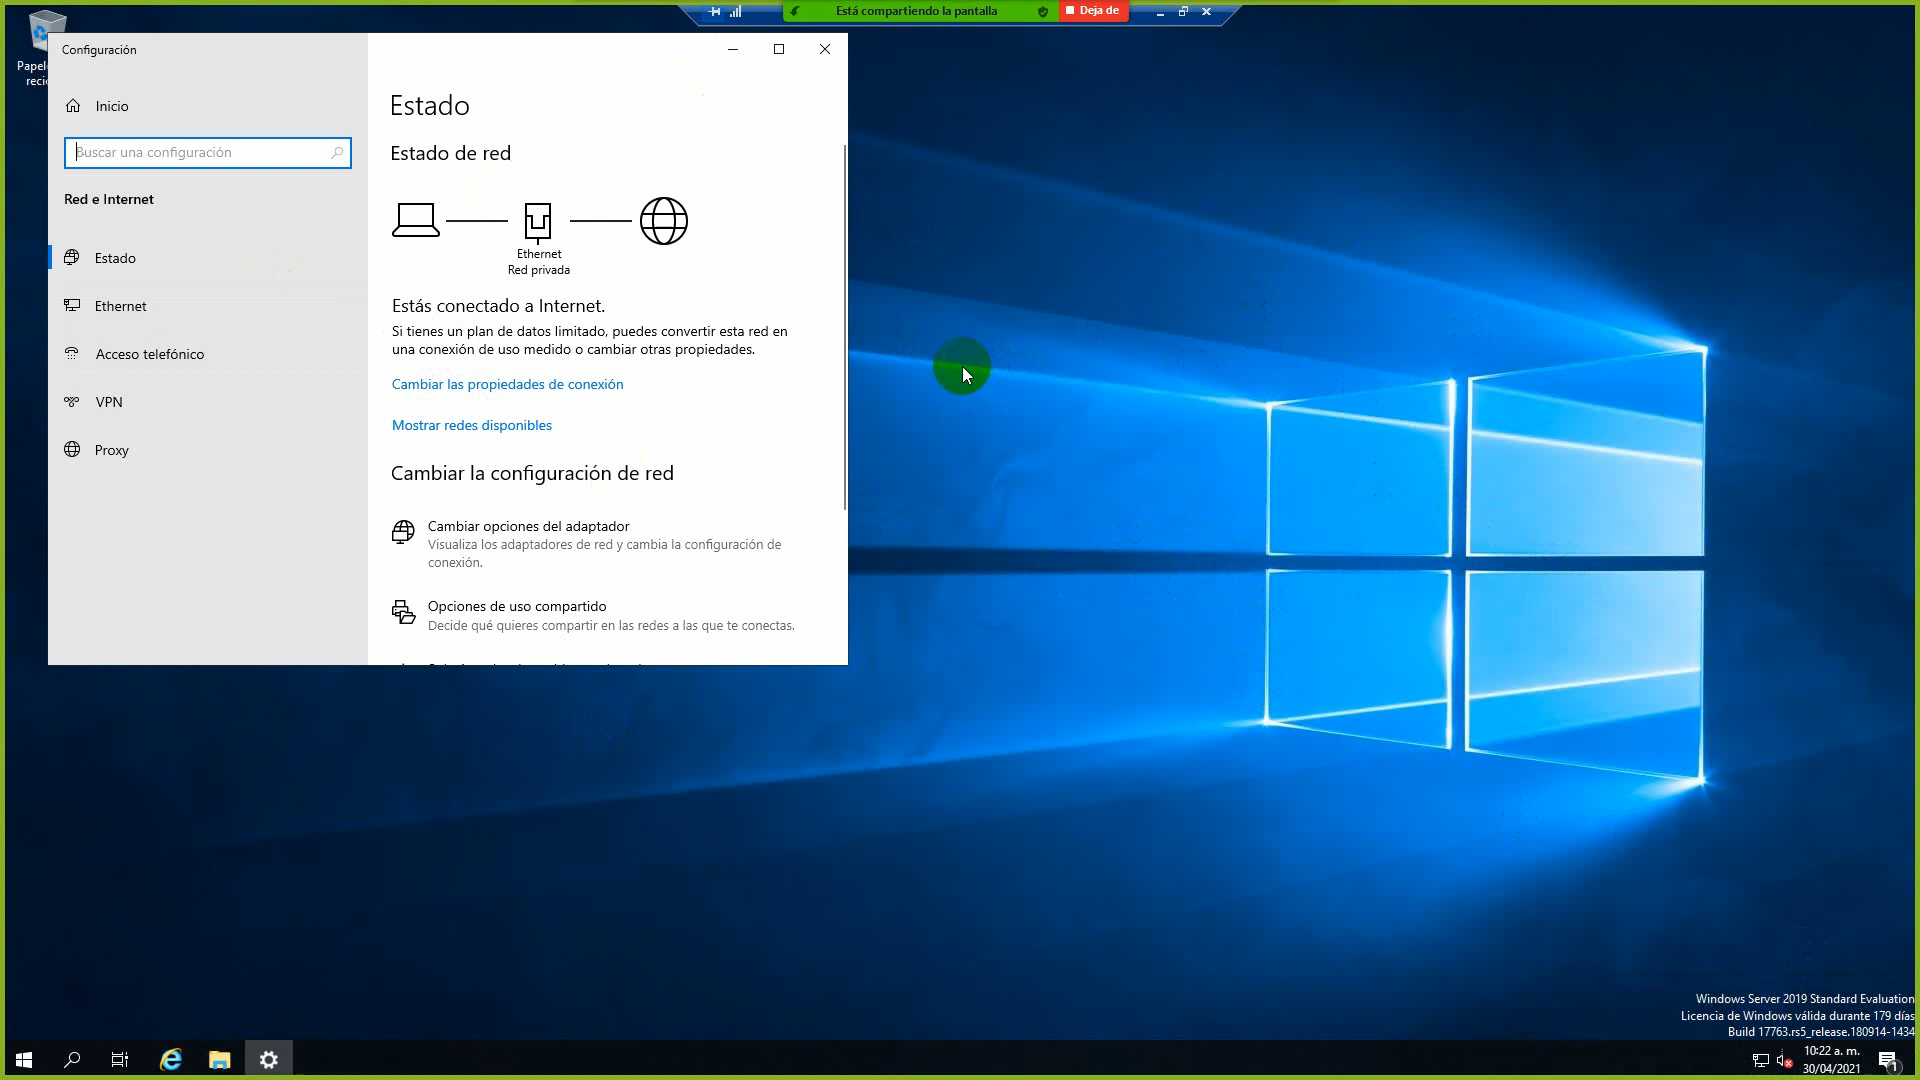 Está compartiendo la pantalla
Deja de
Configuración
Inicio
Buscar una configuración
Red e Internet
Estado
Ethernet
Acceso telefónico
VPN
Proxy
Estado
Estado de red
Ethernet
Red privada
Estás conectado a Internet.
Si tienes un plan de datos limitado, puedes convertir esta red en
una conexión de uso medido o cambiar otras propiedades.
Cambiar las propiedades de conexión
Mostrar redes disponibles
Cambiar la configuración de red
Cambiar opciones del adaptador
Visualiza los adaptadores de red y cambia la configuración de
conexión.
Opciones de uso compartido
Decide qué quieres compartir en las redes a las que te conectas.
Windows Server 2019 Standard Evaluation
Licencia de Windows válida durante 179 días
Build 17763.rs5_release.180914-1434
10:22 a. m.
30/04/2021
1